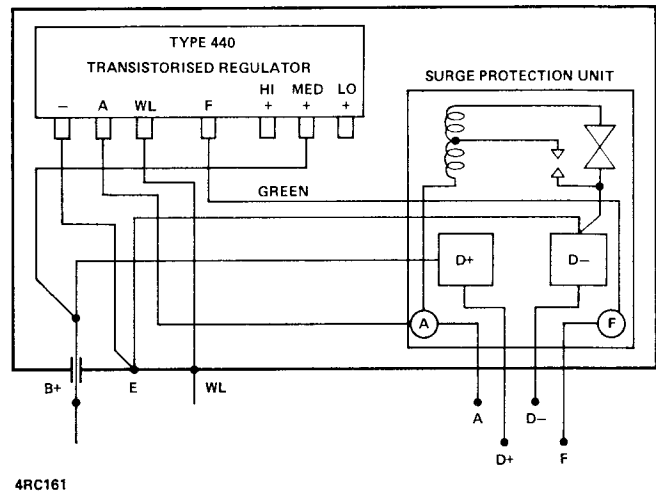 TYPE 440
TRANSISTORISED REGULATOR
HI MED LO
– A WL F + + +
SURGE PROTECTION UNIT
GREEN
D+ D–
A F
B+ E WL
A D–
D+ F
4RC161